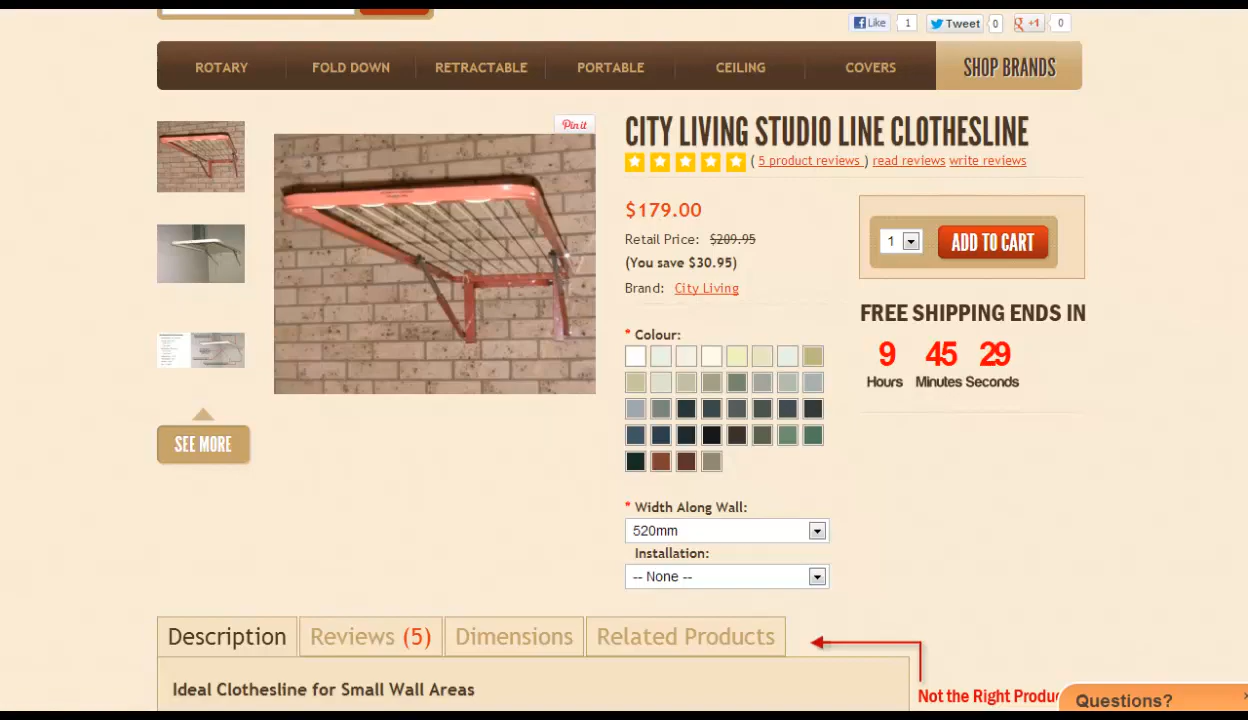 Like 1 Tweet 0 +1 0
ROTARY FOLD DOWN RETRACTABLE PORTABLE CEILING COVERS SHOP BRANDS
Pin it
CITY LIVING STUDIO LINE CLOTHESLINE
( 5 product reviews ) read reviews write reviews
$179.00
Retail Price: $209.95
(You save $30.95)
Brand: City Living
1 ADD TO CART
FREE SHIPPING ENDS IN
9 45 29
Hours Minutes Seconds
* Colour:
SEE MORE
* Width Along Wall:
520mm
Installation:
-- None --
Description Reviews (5) Dimensions Related Products
Ideal Clothesline for Small Wall Areas
Not the Right
Questions?